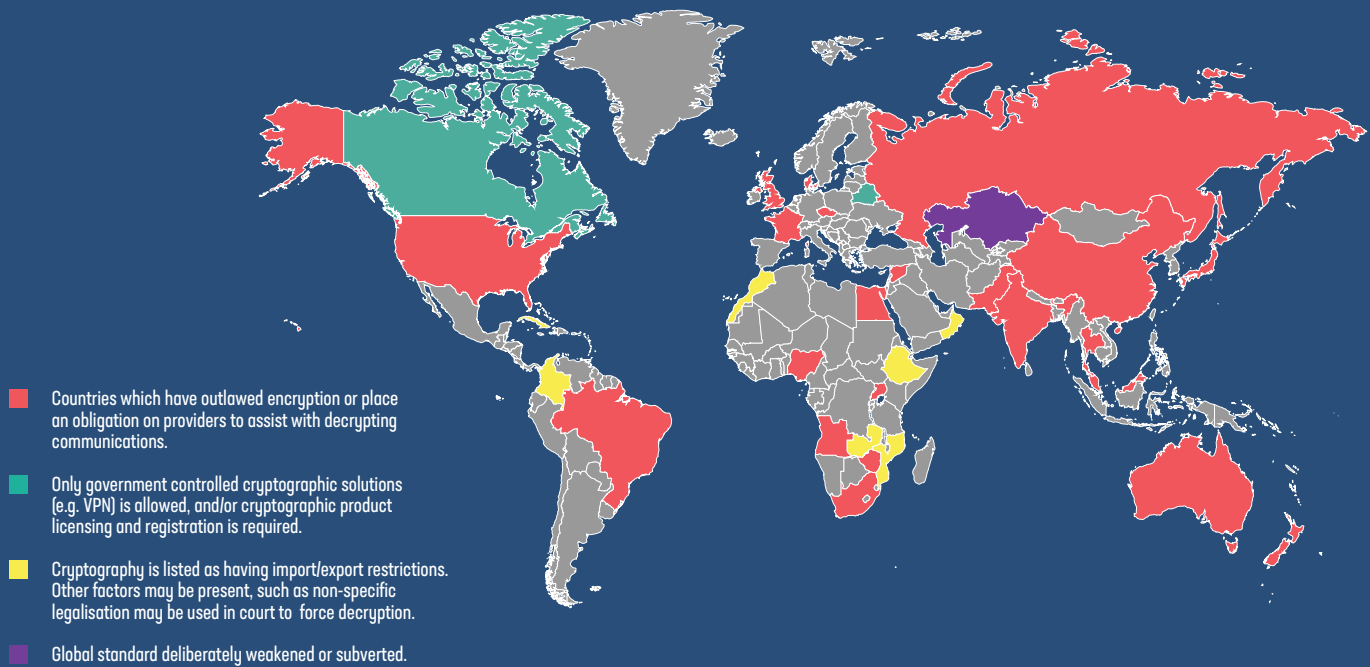 Countries which have outlawed encryption or place
an obligation on providers to assist with decrypting
communications.
Only government controlled cryptographic solutions
(e.g. VPN) is allowed, and/or cryptographic product
licensing and registration is required.
Cryptography is listed as having import/export restrictions.
Other factors may be present, such as non-specific
legalisation may be used in court to force decryption.
Global standard deliberately weakened or subverted.